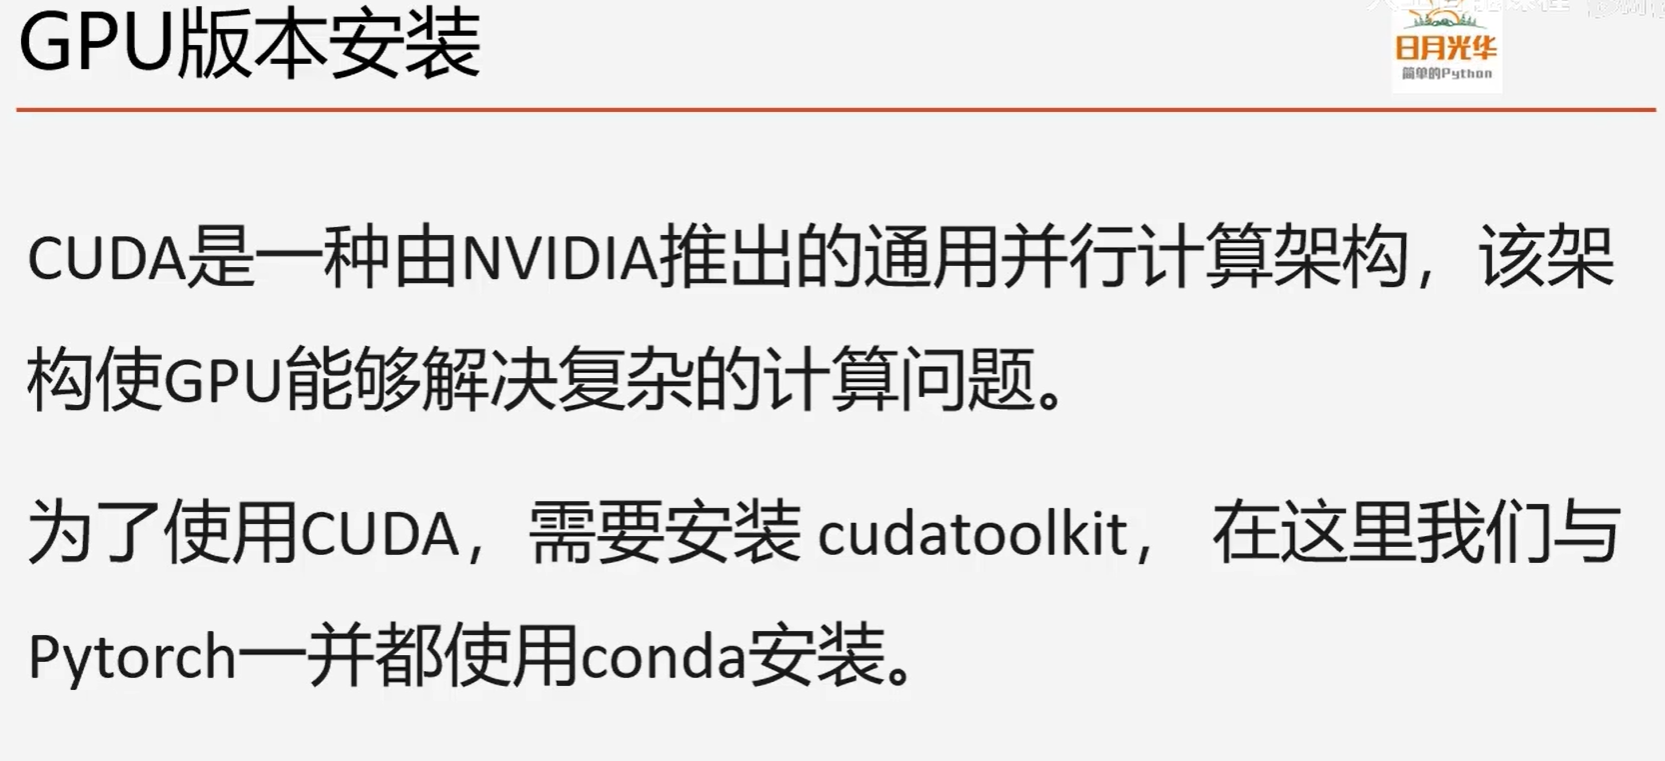 GPU版本安装
日月光华
简单的Python
CUDA是一种由NVIDIA推出的通用并行计算架构，该架
构使GPU能够解决复杂的计算问题。
为了使用CUDA，需要安装 cudatoolkit， 在这里我们与
Pytorch一并都使用conda安装。